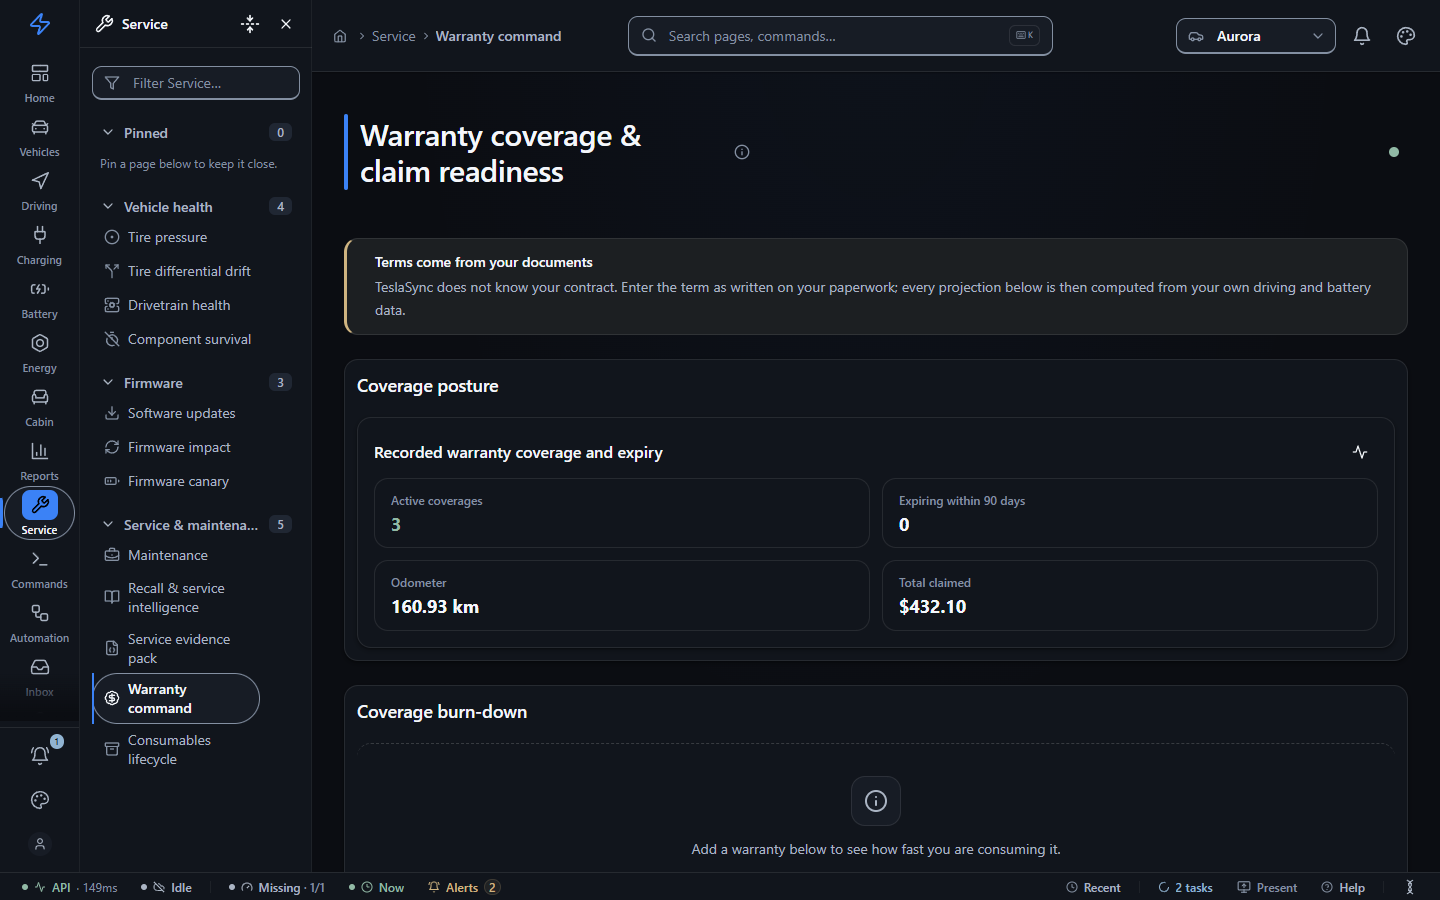 Service
Service
Warranty command
Search pages, commands...
K
Aurora
Home
Vehicles
Driving
Charging
Battery
Energy
Cabin
Reports
Service
Commands
Automation
Inbox
1
Filter Service...
Pinned
0
Pin a page below to keep it close.
Vehicle health
4
Tire pressure
Tire differential drift
Drivetrain health
Component survival
Firmware
3
Software updates
Firmware impact
Firmware canary
Service & maintena...
5
Maintenance
Recall & service
intelligence
Service evidence
pack
Warranty
command
Consumables
lifecycle
Warranty coverage &
claim readiness
Terms come from your documents
TeslaSync does not know your contract. Enter the term as written on your paperwork; every projection below is then computed from your own driving and battery
data.
Coverage posture
Recorded warranty coverage and expiry
Active coverages
3
Expiring within 90 days
0
Odometer
160.93 km
Total claimed
$432.10
Coverage burn-down
Add a warranty below to see how fast you are consuming it.
API · 149ms
Idle
Missing · 1/1
Now
Alerts 2
Recent
2 tasks
Present
Help